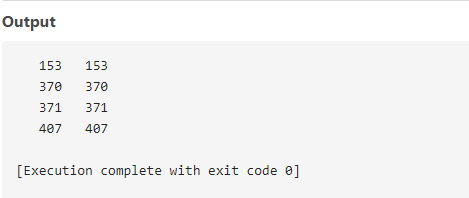 Output
153 153
370 370
371 371
407 407
[Execution complete with exit code 0]